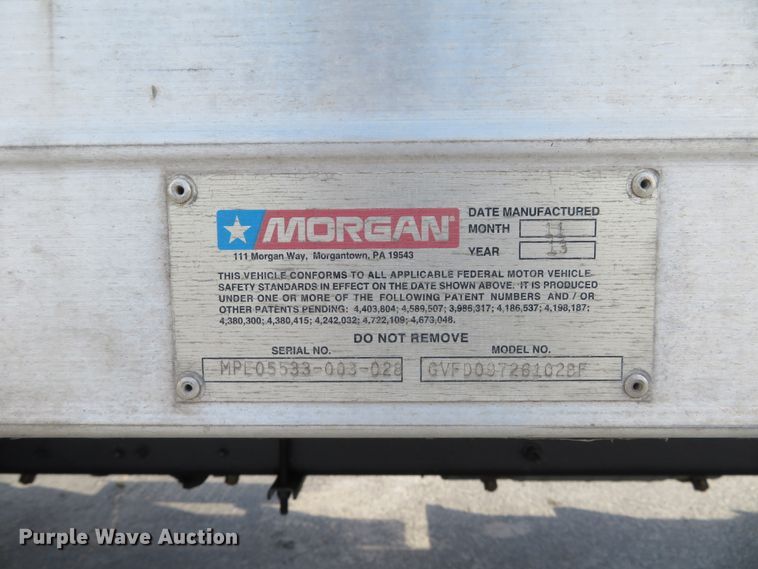 MORGAN
111 Morgan Way, Morgantown, PA 19543
DATE MANUFACTURED
MONTH 11
YEAR 13
THIS VEHICLE CONFORMS TO ALL APPLICABLE FEDERAL MOTOR VEHICLE
SAFETY STANDARDS IN EFFECT ON THE DATE SHOWN ABOVE. IT IS PRODUCED
UNDER ONE OR MORE OF THE FOLLOWING PATENT NUMBERS AND / OR
OTHER PATENTS PENDING: 4,403,804; 4,589,507; 3,985,317; 4,186,537; 4,198,187;
4,380,300; 4,380,415; 4,242,032; 4,722,109; 4,673,048.
DO NOT REMOVE
SERIAL NO. MODEL NO.
MPL05533-003-028 GVFD09726102BF
Purple Wave Auction